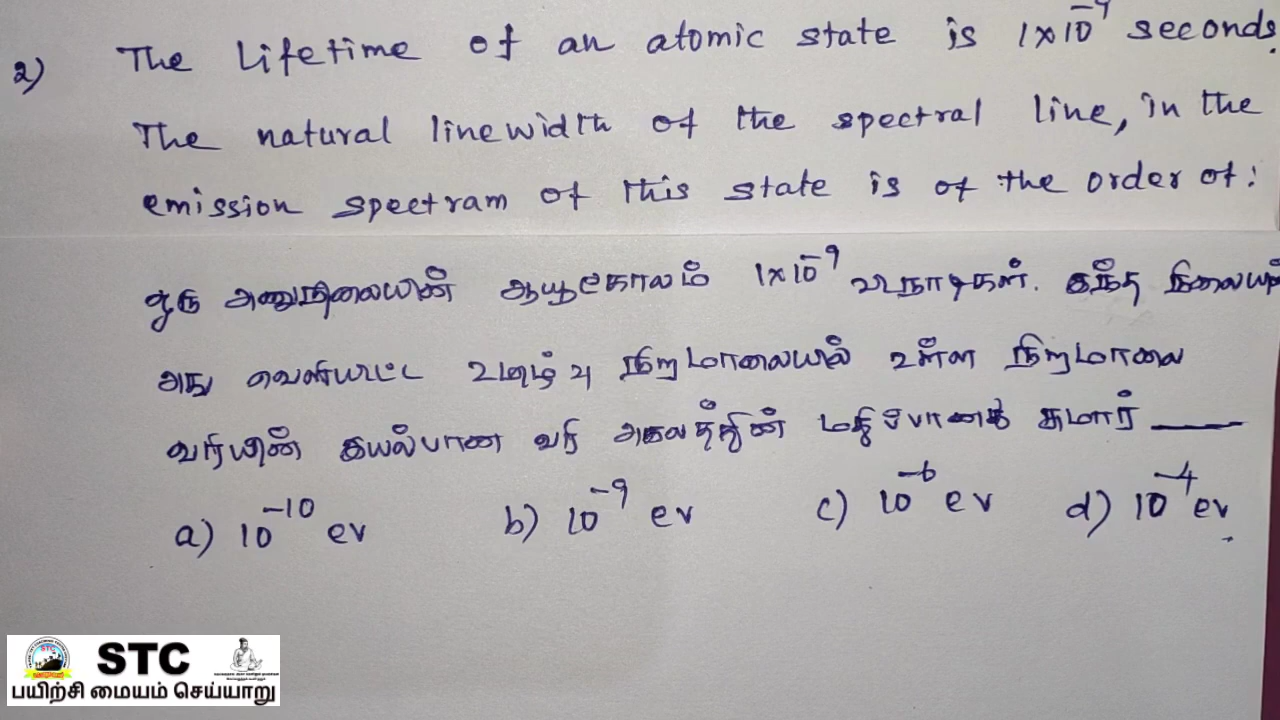 2) The Lifetime of an atomic state is 1×10⁻⁹ seconds.
The natural linewidth of the spectral line, in the
emission spectram of this state is of the order of:
ஒரு அணுநிலையின் ஆயுட்காலம் 1×10⁻⁹ வினாடிகள். இந்த நிலையின்
அது வெளியிட்ட உமிழ்வு நிறமாலையில் உள்ள நிறமாலை
வரியின் இயல்பான வரி அகலத்தின் மதிப்பானது சுமார் ____
a) 10⁻¹⁰ ev b) 10⁻⁹ ev c) 10⁻⁶ ev d) 10⁻⁴ ev.
STC
பயிற்சி மையம் செய்யாறு